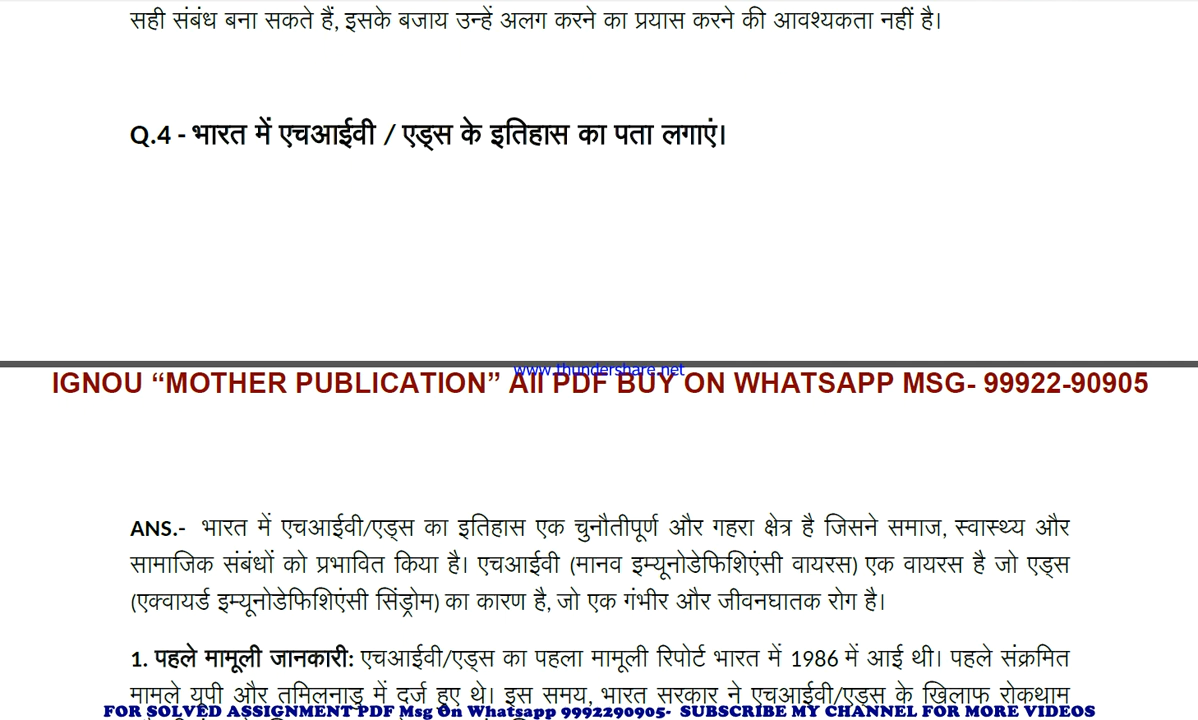 सही संबंध बना सकते हैं, इसके बजाय उन्हें अलग करने का प्रयास करने की आवश्यकता नहीं है।
Q.4 - भारत में एचआईवी / एड्स के इतिहास का पता लगाएं।
www.thundershare.net
IGNOU “MOTHER PUBLICATION” All PDF BUY ON WHATSAPP MSG- 99922-90905
ANS.- भारत में एचआईवी/एड्स का इतिहास एक चुनौतीपूर्ण और गहरा क्षेत्र है जिसने समाज, स्वास्थ्य और
सामाजिक संबंधों को प्रभावित किया है। एचआईवी (मानव इम्यूनोडेफिशिएंसी वायरस) एक वायरस है जो एड्स
(एक्वायर्ड इम्यूनोडेफिशिएंसी सिंड्रोम) का कारण है, जो एक गंभीर और जीवनघातक रोग है।
1. पहले मामूली जानकारी: एचआईवी/एड्स का पहला मामूली रिपोर्ट भारत में 1986 में आई थी। पहले संक्रमित
मामले यूपी और तमिलनाडु में दर्ज हुए थे। इस समय, भारत सरकार ने एचआईवी/एड्स के खिलाफ रोकथाम
FOR SOLVED ASSIGNMENT PDF Msg On Whatsapp 9992290905- SUBSCRIBE MY CHANNEL FOR MORE VIDEOS